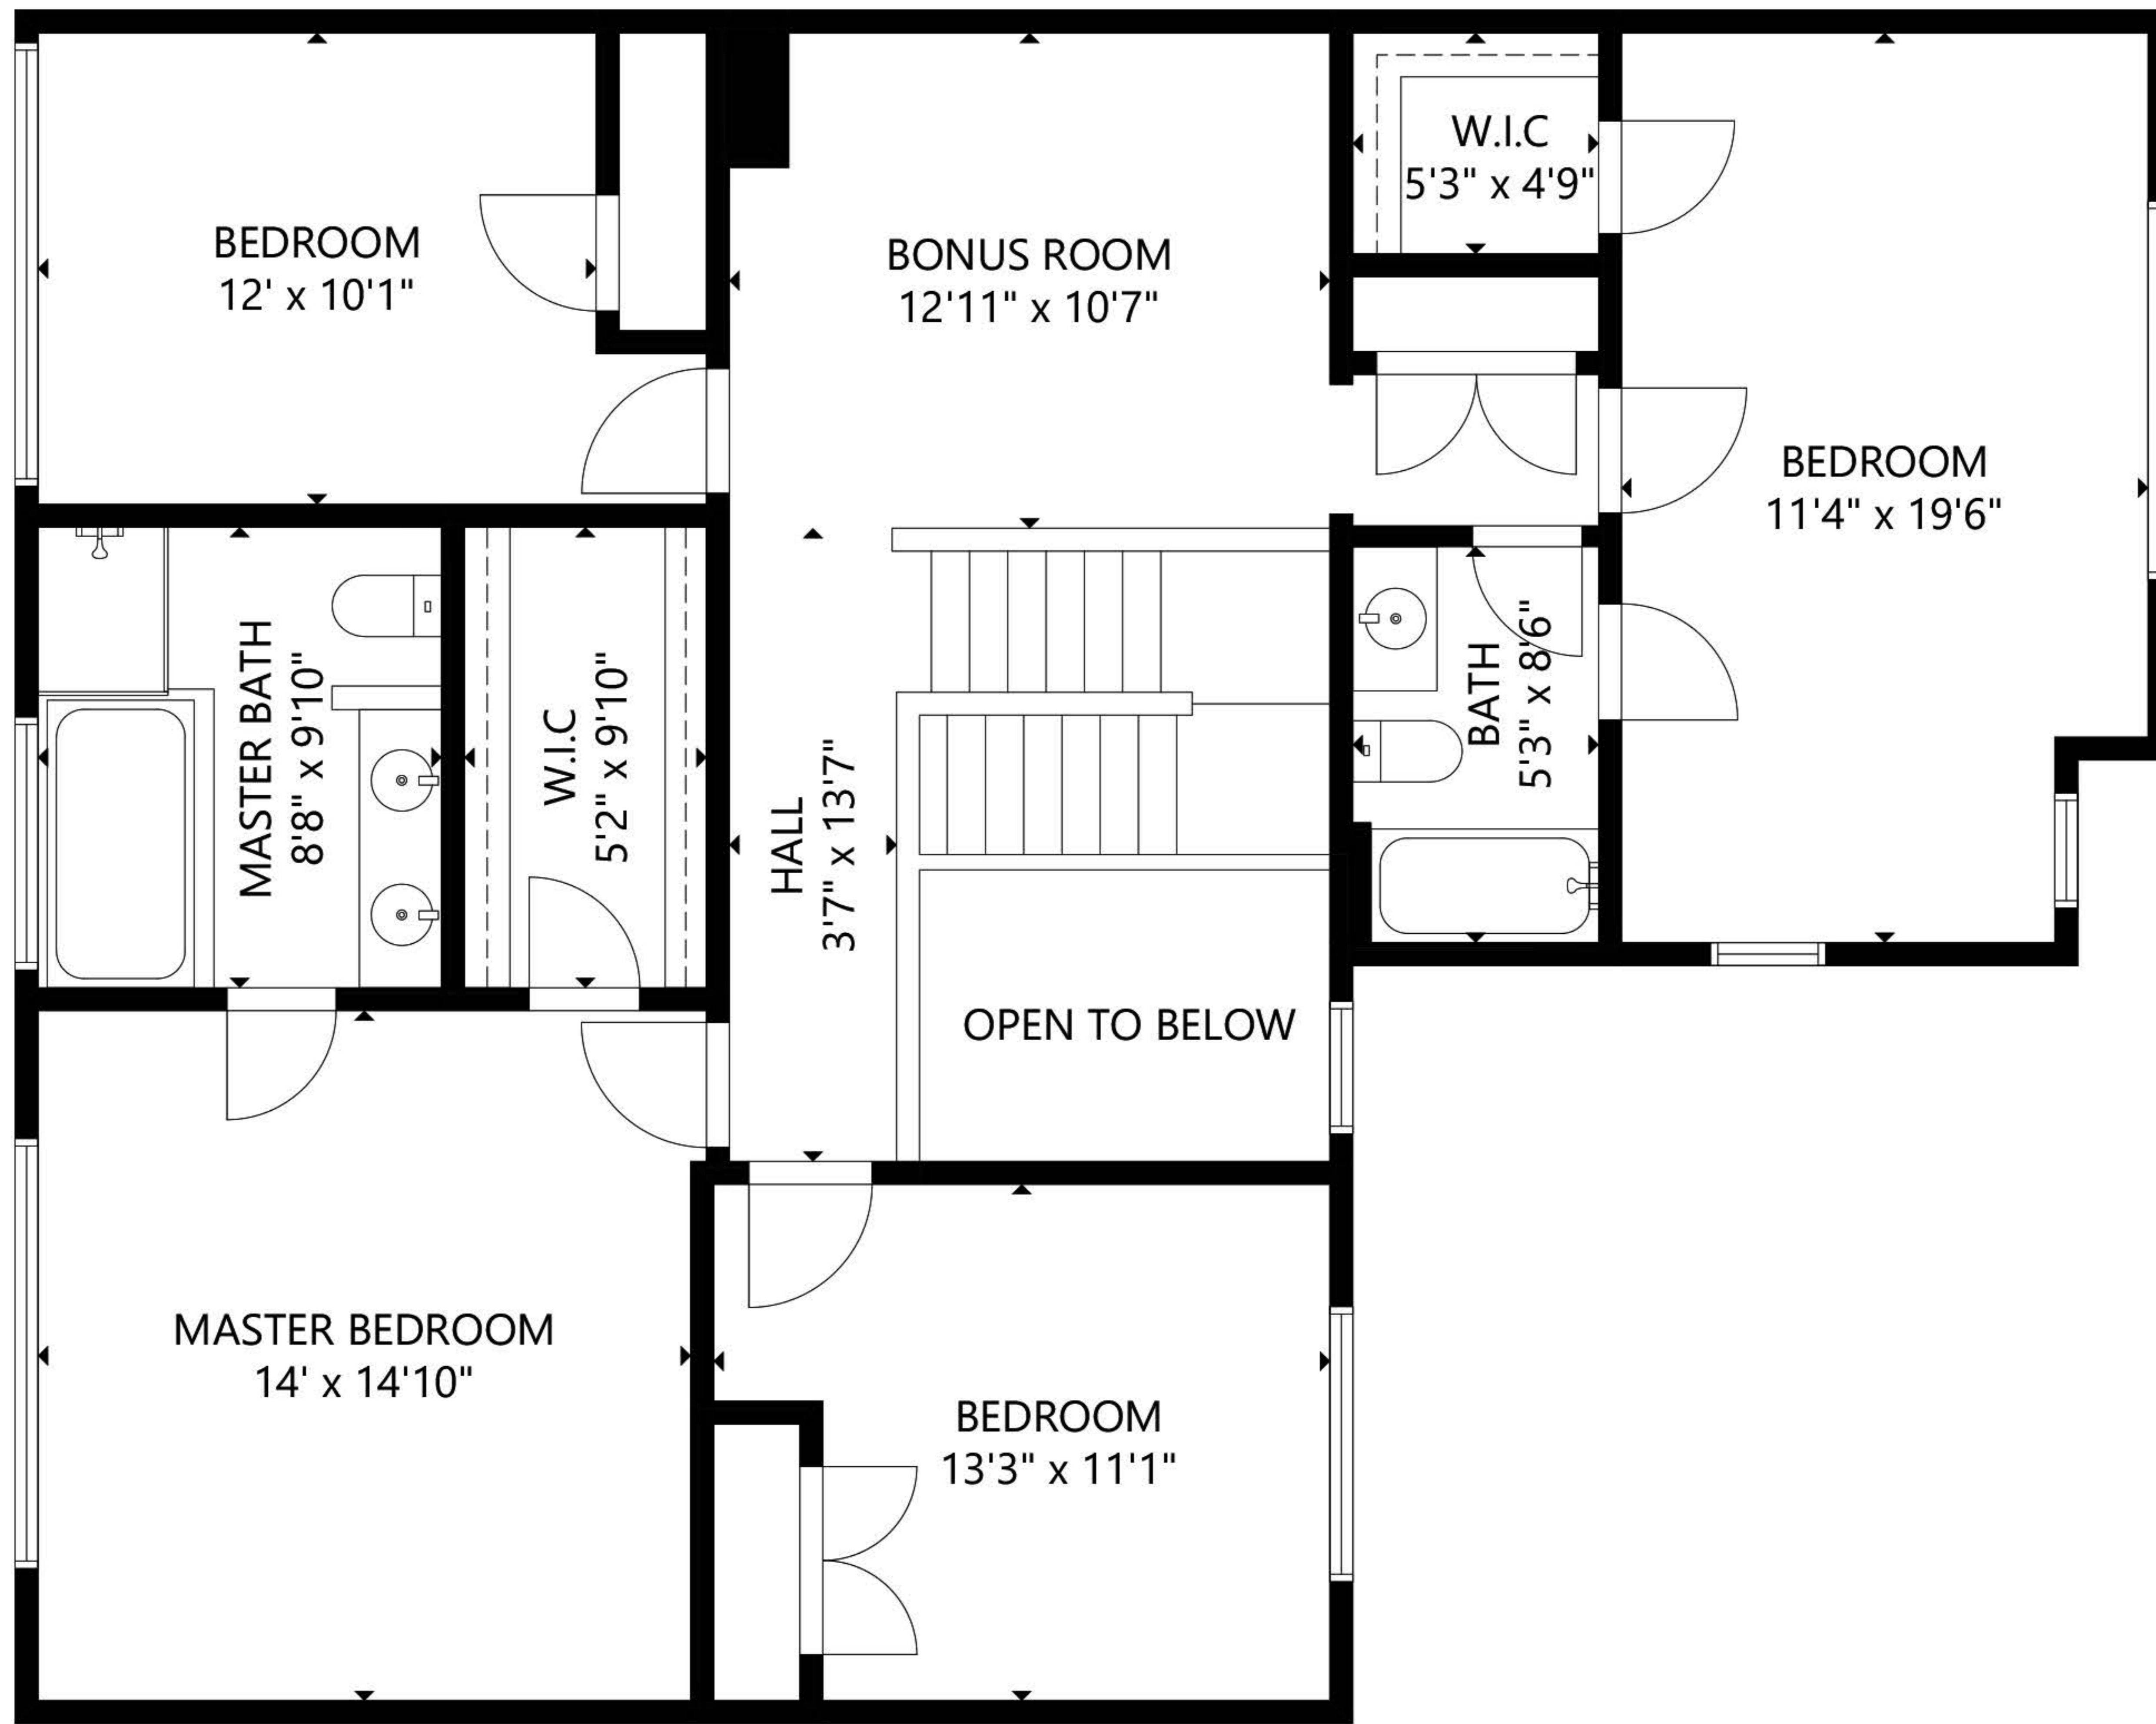 BEDROOM
12' x 10'1"
BONUS ROOM
12'11" x 10'7"
W.I.C
5'3" x 4'9"
BEDROOM
11'4" x 19'6"
MASTER BATH
8'8" x 9'10"
W.I.C
5'2" x 9'10"
HALL
3'7" x 13'7"
BATH
5'3" x 8'6"
OPEN TO BELOW
MASTER BEDROOM
14' x 14'10"
BEDROOM
13'3" x 11'1"